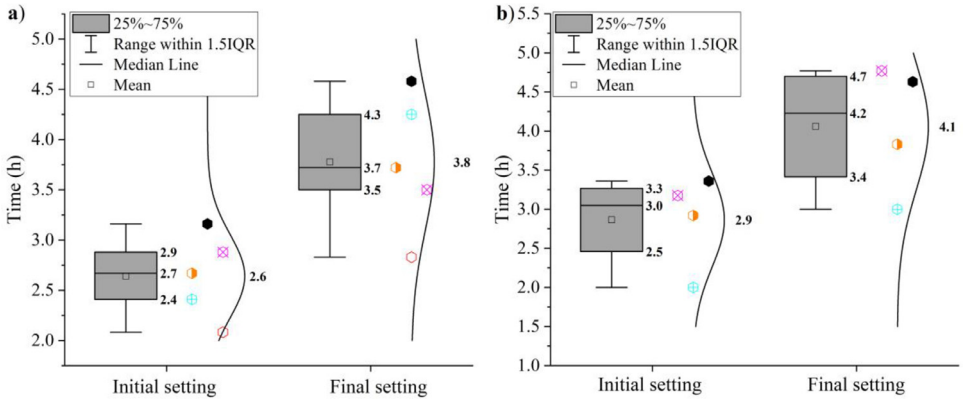 a)
25%~75%
Range within 1.5IQR
Median Line
Mean
5.0
4.5
4.0
3.5
3.0
2.5
2.0
Time (h)
2.9
2.7
2.4
2.6
4.3
3.7
3.5
3.8
Initial setting
Final setting
b)
25%~75%
Range within 1.5IQR
Median Line
Mean
5.5
5.0
4.5
4.0
3.5
3.0
2.5
2.0
1.5
1.0
Time (h)
3.3
3.0
2.5
2.9
4.7
4.2
3.4
4.1
Initial setting
Final setting